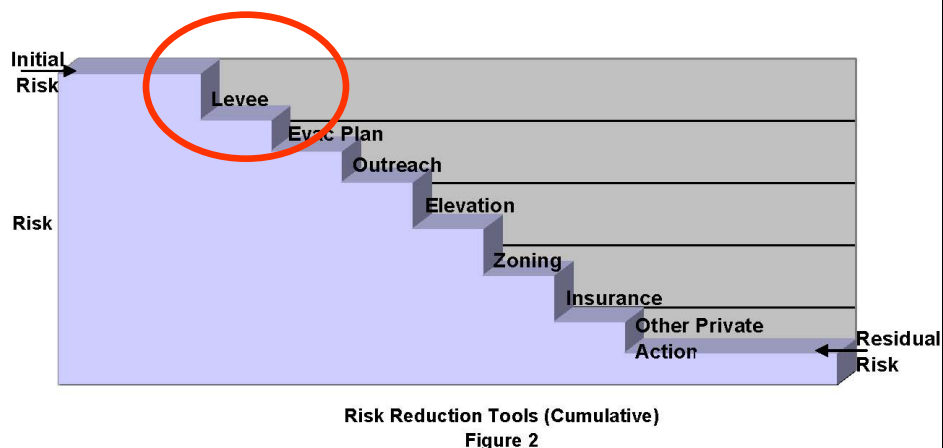 Initial
Risk
Levee
Evac Plan
Outreach
Elevation
Risk
Zoning
Insurance
Other Private
Action
Residual
Risk
Risk Reduction Tools (Cumulative)
Figure 2